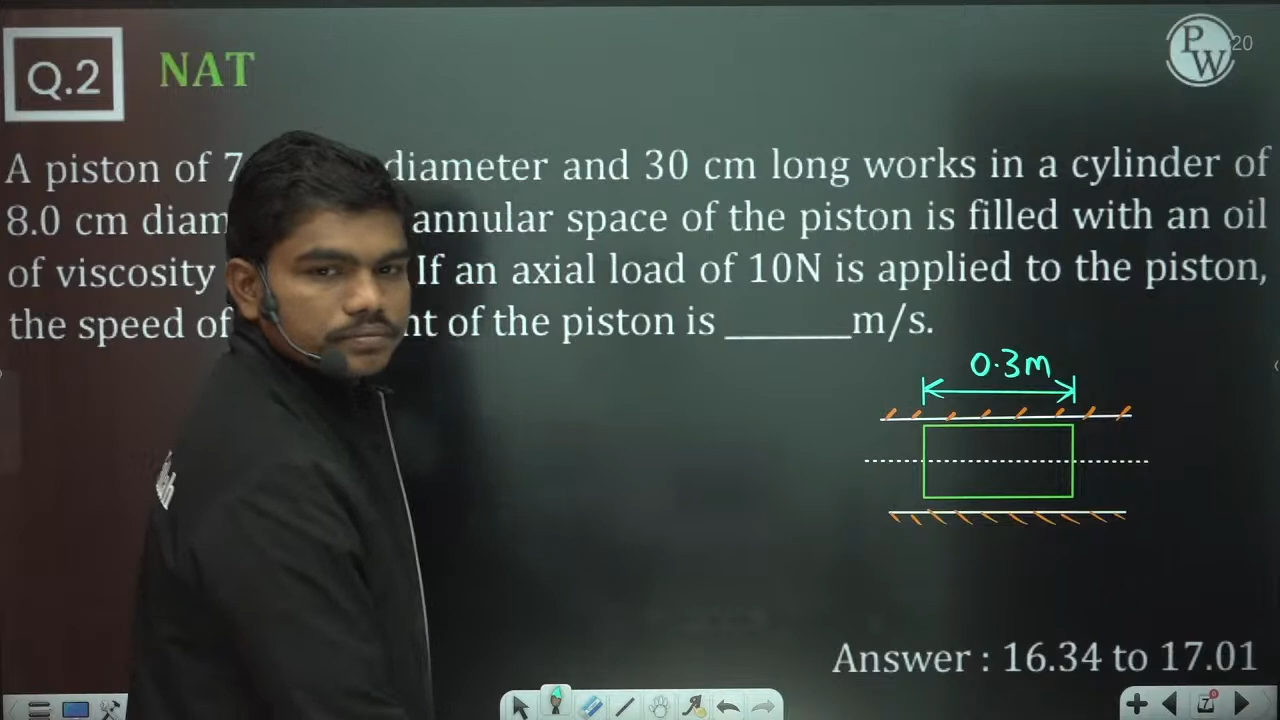 Q.2 NAT
PW 20
A piston of 7 diameter and 30 cm long works in a cylinder of
8.0 cm annular space of the piston is filled with an oil
of viscosity If an axial load of 10N is applied to the piston,
the speed of of the piston is ______m/s.
0.3m
Answer : 16.34 to 17.01